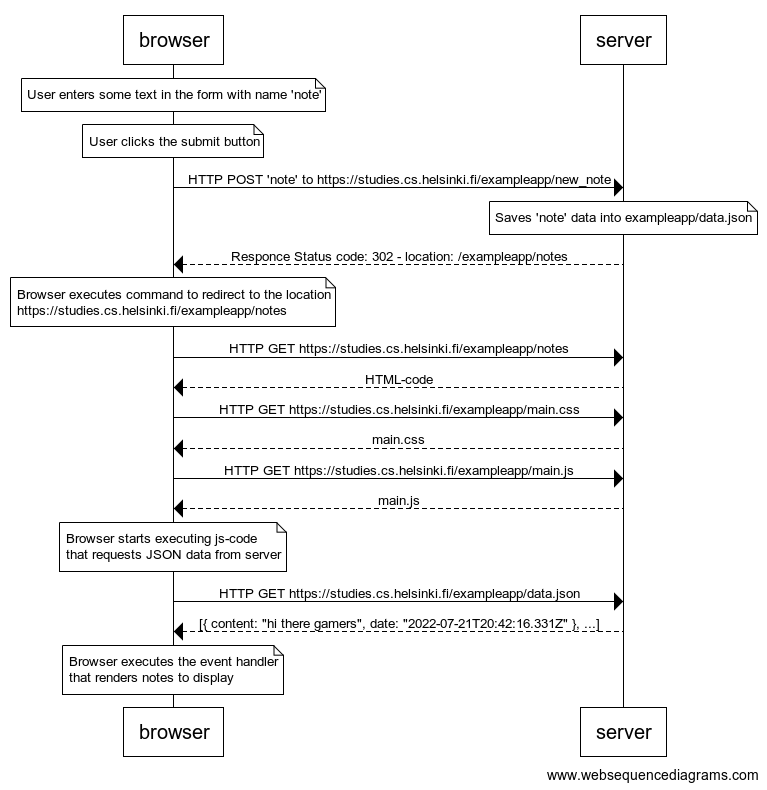 browser
server
User enters some text in the form with name 'note'
User clicks the submit button
HTTP POST 'note' to https://studies.cs.helsinki.fi/exampleapp/new_note
Saves 'note' data into exampleapp/data.json
Responce Status code: 302 - location: /exampleapp/notes
Browser executes command to redirect to the location
https://studies.cs.helsinki.fi/exampleapp/notes
HTTP GET https://studies.cs.helsinki.fi/exampleapp/notes
HTML-code
HTTP GET https://studies.cs.helsinki.fi/exampleapp/main.css
main.css
HTTP GET https://studies.cs.helsinki.fi/exampleapp/main.js
main.js
Browser starts executing js-code
that requests JSON data from server
HTTP GET https://studies.cs.helsinki.fi/exampleapp/data.json
[{ content: "hi there gamers", date: "2022-07-21T20:42:16.331Z" }, ...]
Browser executes the event handler
that renders notes to display
browser
server
www.websequencediagrams.com